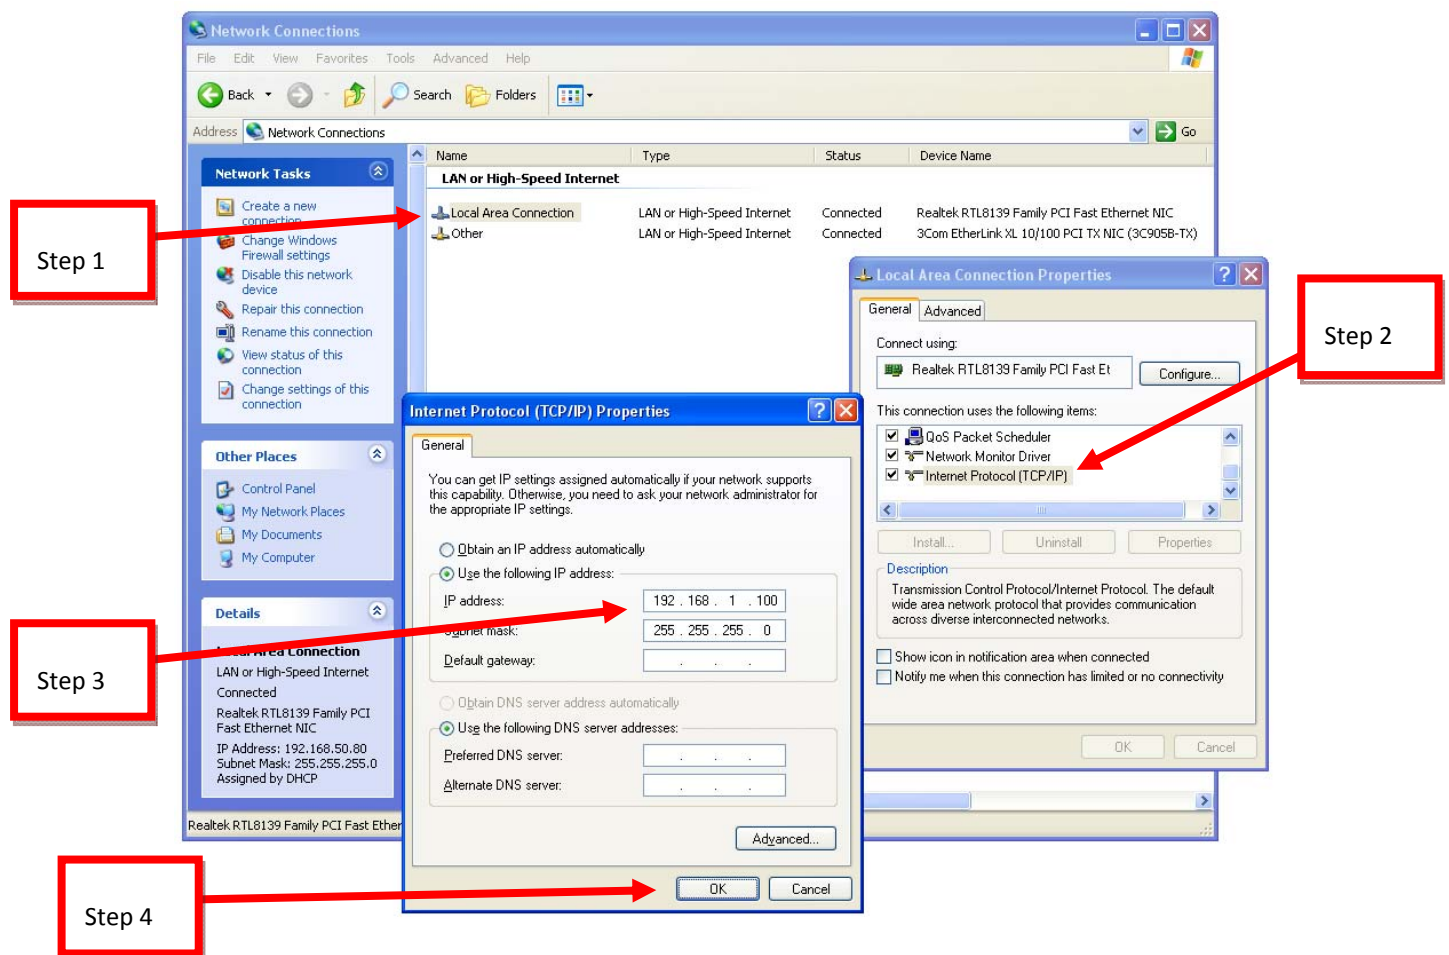 Network Connections
File Edit View Favorites Tools Advanced Help
Back Search Folders
Address Network Connections Go
Network Tasks
Create a new
connection
Change Windows
Firewall settings
Disable this network
device
Repair this connection
Rename this connection
View status of this
connection
Change settings of this
connection
Other Places
Control Panel
My Network Places
My Documents
My Computer
Details
Local Area Connection
LAN or High-Speed Internet
Connected
Realtek RTL8139 Family PCI
Fast Ethernet NIC
IP Address: 192.168.50.80
Subnet Mask: 255.255.255.0
Assigned by DHCP
Realtek RTL8139 Family PCI Fast Ether
Name Type Status Device Name
LAN or High-Speed Internet
Local Area Connection LAN or High-Speed Internet Connected Realtek RTL8139 Family PCI Fast Ethernet NIC
Other LAN or High-Speed Internet Connected 3Com EtherLink XL 10/100 PCI TX NIC (3C905B-TX)
Step 1
Local Area Connection Properties
General Advanced
Connect using:
Realtek RTL8139 Family PCI Fast Et Configure...
This connection uses the following items:
QoS Packet Scheduler
Network Monitor Driver
Internet Protocol (TCP/IP)
Install... Uninstall Properties
Description
Transmission Control Protocol/Internet Protocol. The default
wide area network protocol that provides communication
across diverse interconnected networks.
Show icon in notification area when connected
Notify me when this connection has limited or no connectivity
OK Cancel
Step 2
Internet Protocol (TCP/IP) Properties
General
You can get IP settings assigned automatically if your network supports
this capability. Otherwise, you need to ask your network administrator for
the appropriate IP settings.
Obtain an IP address automatically
Use the following IP address:
IP address: 192 . 168 . 1 . 100
Subnet mask: 255 . 255 . 255 . 0
Default gateway: . . .
Obtain DNS server address automatically
Use the following DNS server addresses:
Preferred DNS server: . . .
Alternate DNS server: . . .
Advanced...
OK Cancel
Step 3
Step 4